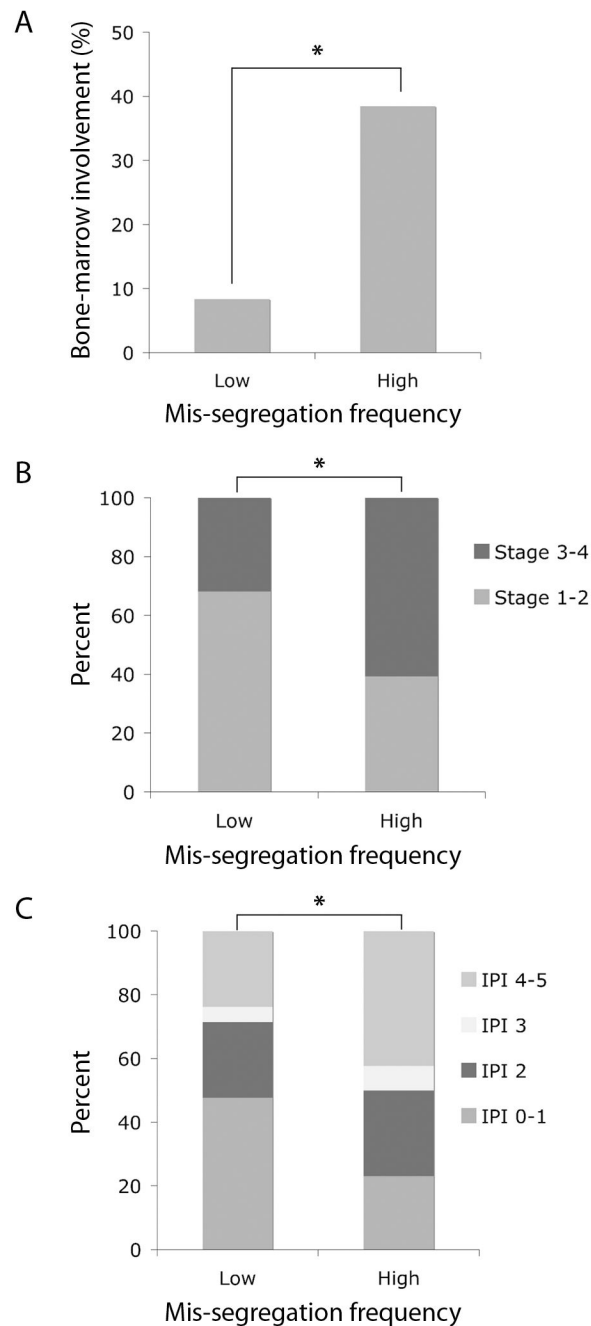 A
Bone-marrow involvement (%)
50
40
30
20
10
0
*
Low High
Mis-segregation frequency
B
Percent
100
80
60
40
20
0
*
Stage 3-4
Stage 1-2
Low High
Mis-segregation frequency
C
Percent
100
80
60
40
20
0
*
IPI 4-5
IPI 3
IPI 2
IPI 0-1
Low High
Mis-segregation frequency